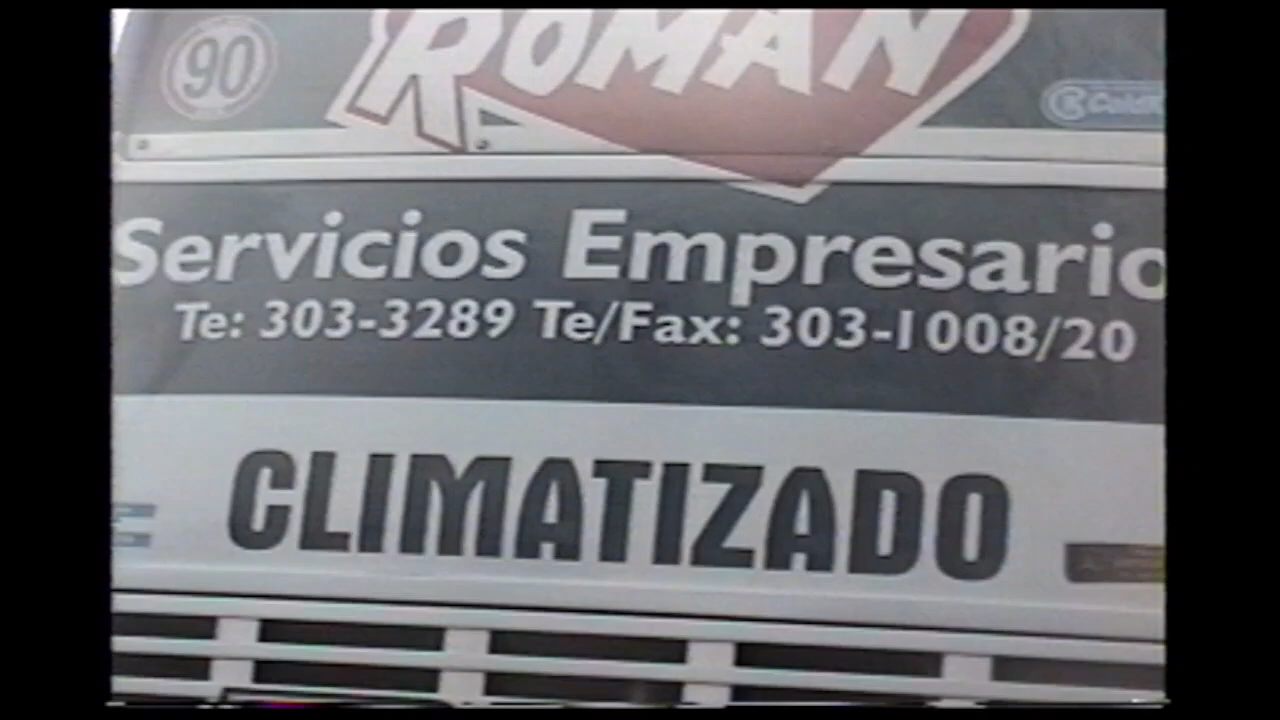 90
ROMAN
Servicios Empresario
Te: 303-3289 Te/Fax: 303-1008/20
CLIMATIZADO